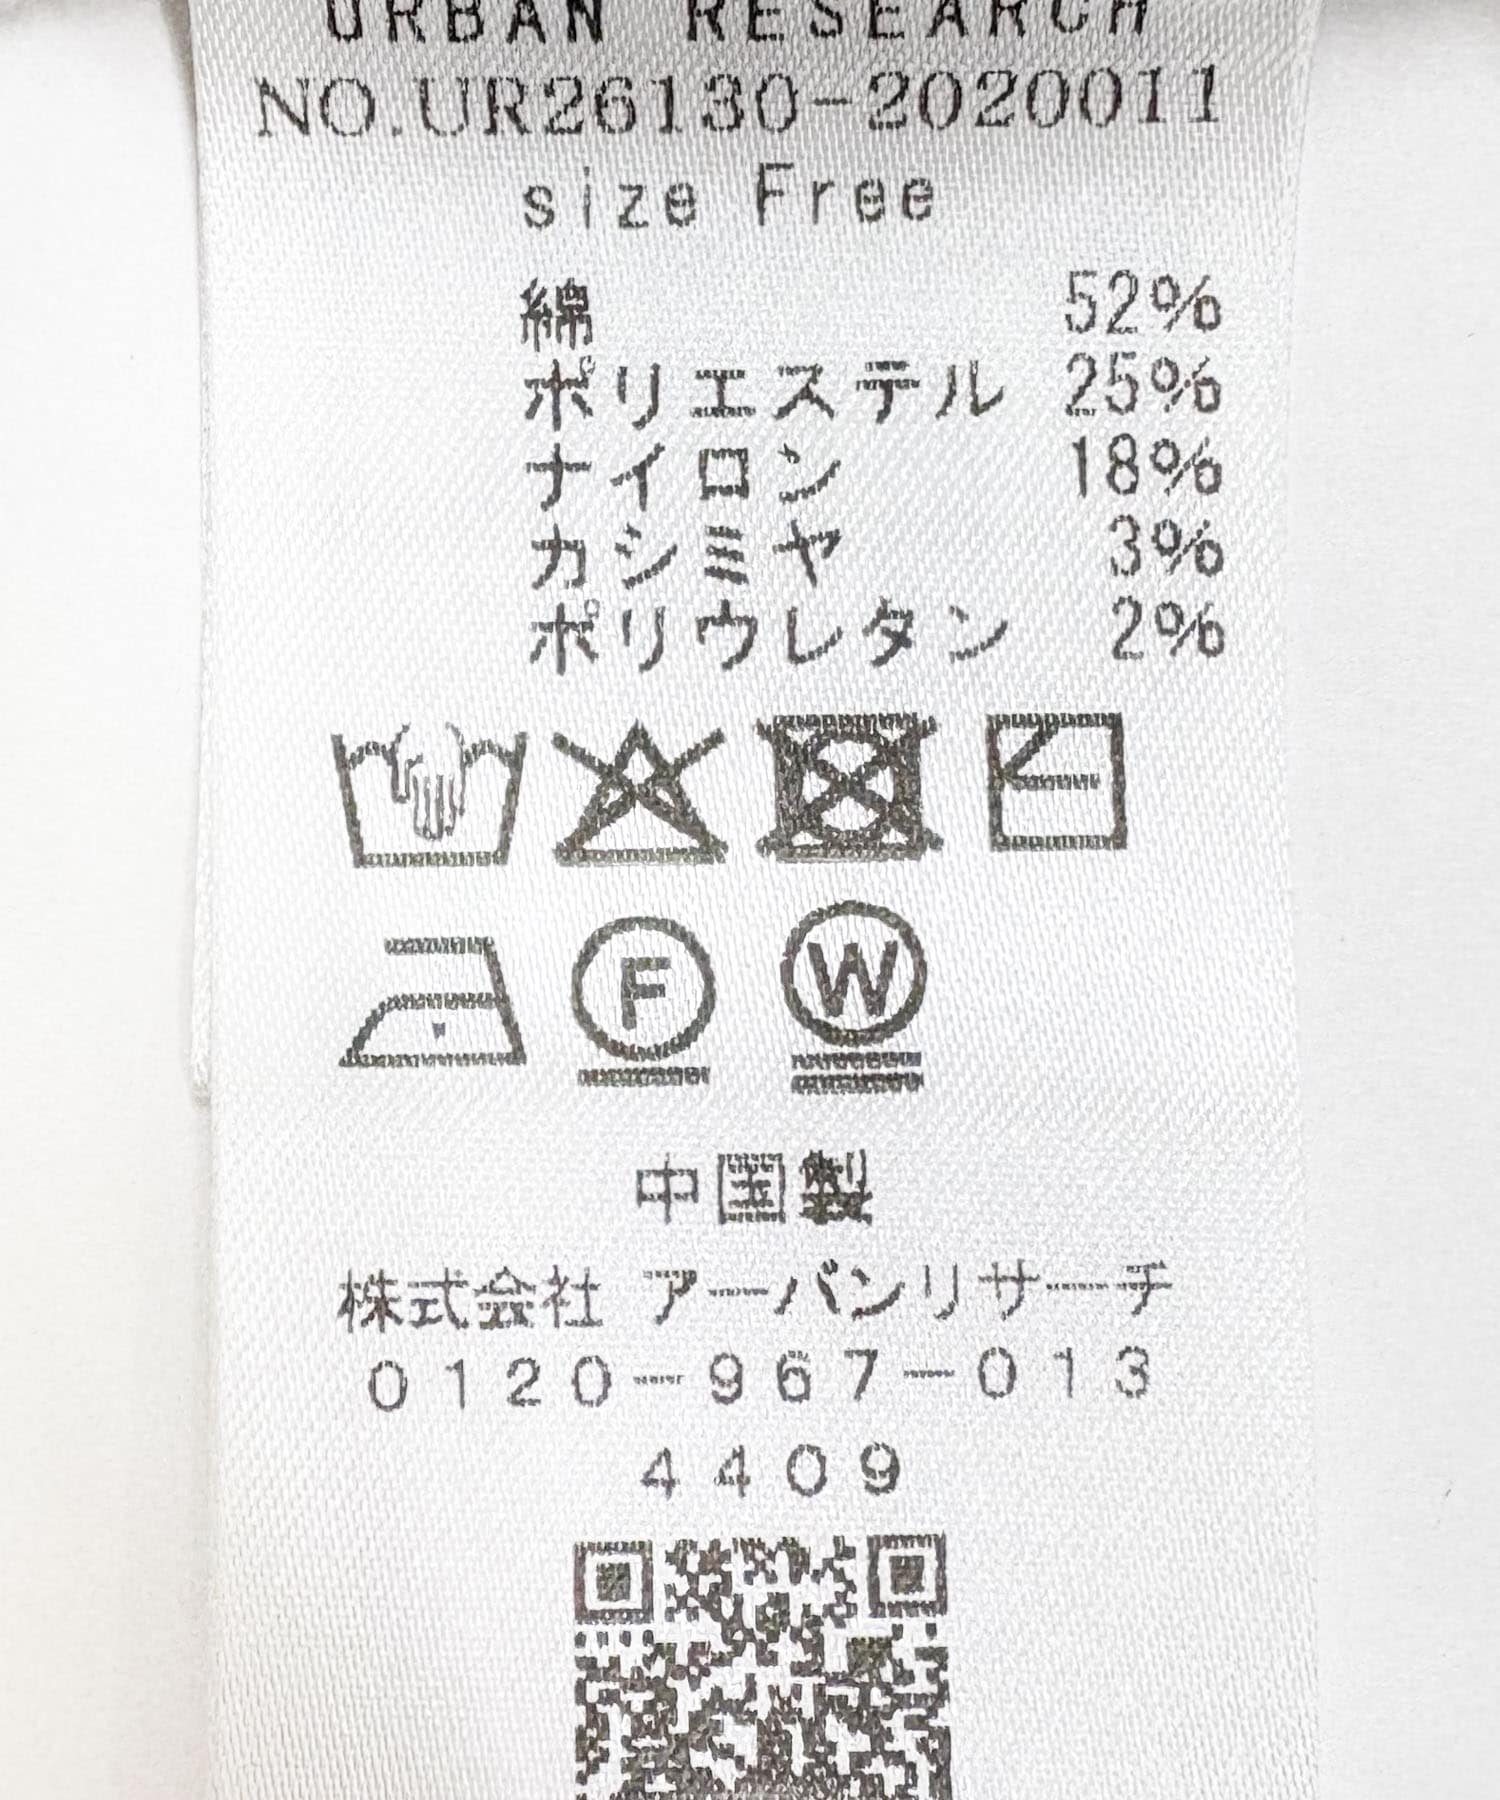 URBAN RESEARCH
NO.UR26130-2020011
size Free
綿 52%
ポリエステル 25%
ナイロン 18%
カシミヤ 3%
ポリウレタン 2%
F W
中国製
株式会社 アーバンリサーチ
0120-967-013
4409